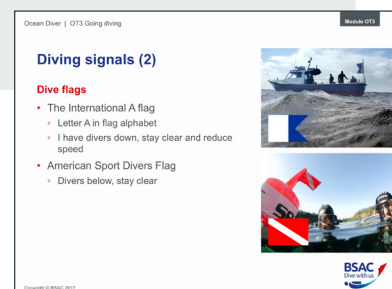 Ocean Diver | OT3 Going diving
Module OT3
Diving signals (2)
Dive flags
• The International A flag
• Letter A in flag alphabet
• I have divers down, stay clear and reduce
speed
• American Sport Divers Flag
• Divers below, stay clear
BSAC
Dive with us
Copyright © BSAC 2017